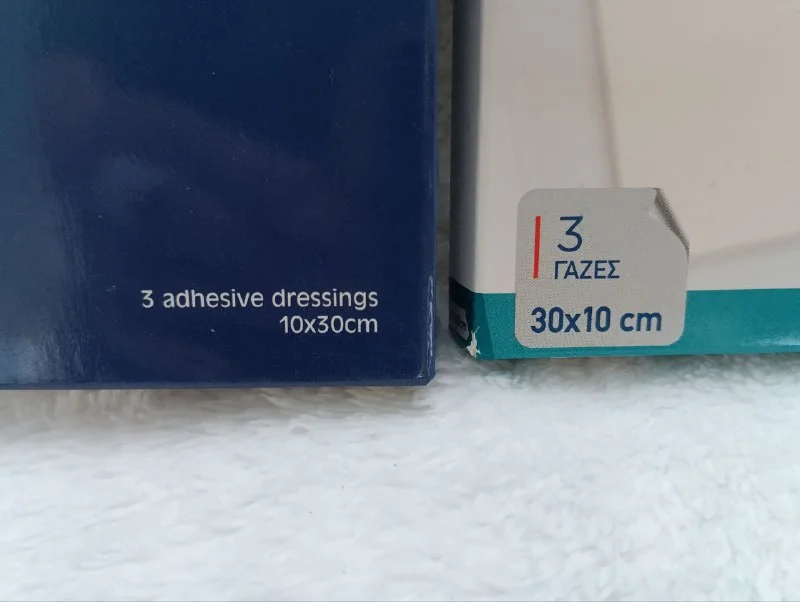 3 adhesive dressings
10x30cm
3
ΓΑΖΕΣ
30x10 cm